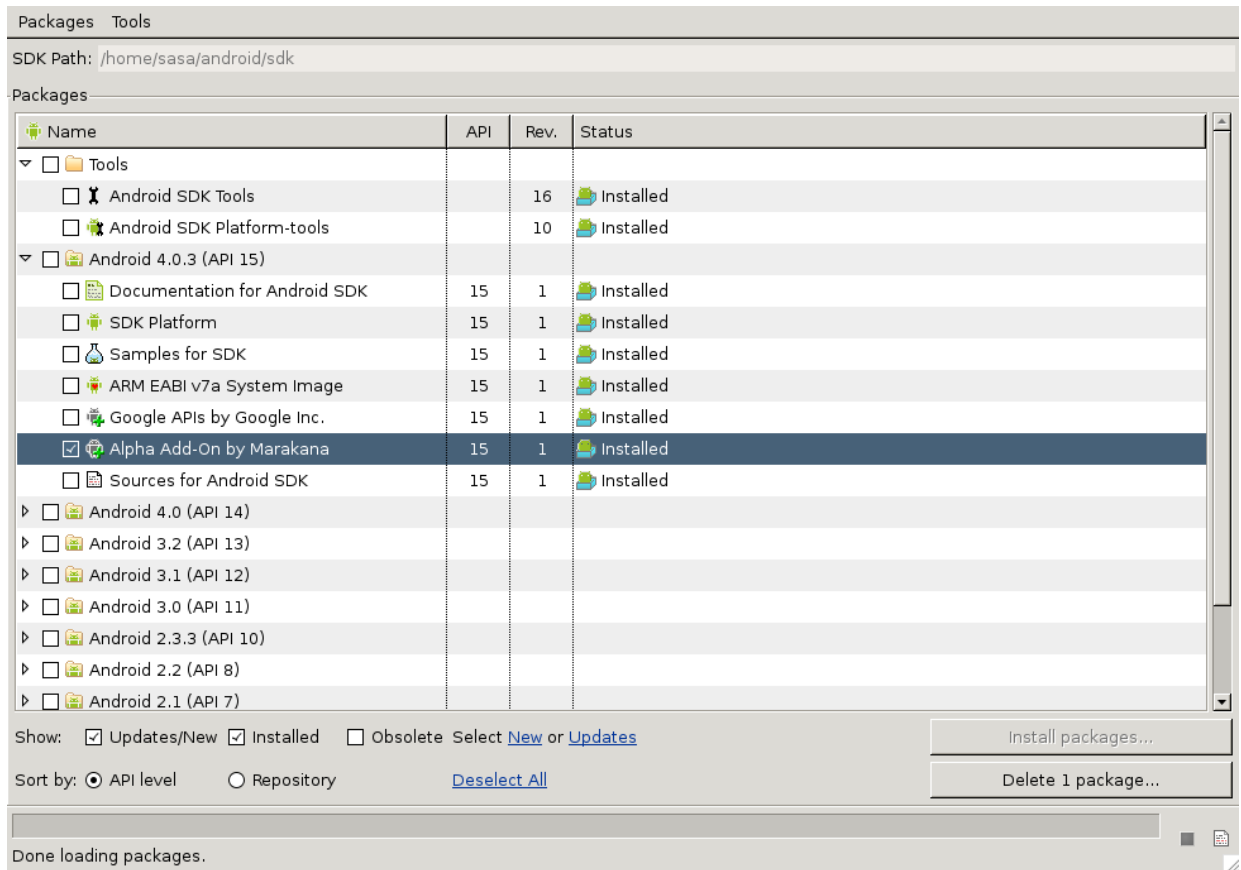 Packages Tools
SDK Path: /home/sasa/android/sdk
Packages
Name API Rev. Status
Tools
Android SDK Tools 16 Installed
Android SDK Platform-tools 10 Installed
Android 4.0.3 (API 15)
Documentation for Android SDK 15 1 Installed
SDK Platform 15 1 Installed
Samples for SDK 15 1 Installed
ARM EABI v7a System Image 15 1 Installed
Google APIs by Google Inc. 15 1 Installed
Alpha Add-On by Marakana 15 1 Installed
Sources for Android SDK 15 1 Installed
Android 4.0 (API 14)
Android 3.2 (API 13)
Android 3.1 (API 12)
Android 3.0 (API 11)
Android 2.3.3 (API 10)
Android 2.2 (API 8)
Android 2.1 (API 7)
Show: Updates/New Installed Obsolete Select New or Updates Install packages...
Sort by: API level Repository Deselect All Delete 1 package...
Done loading packages.